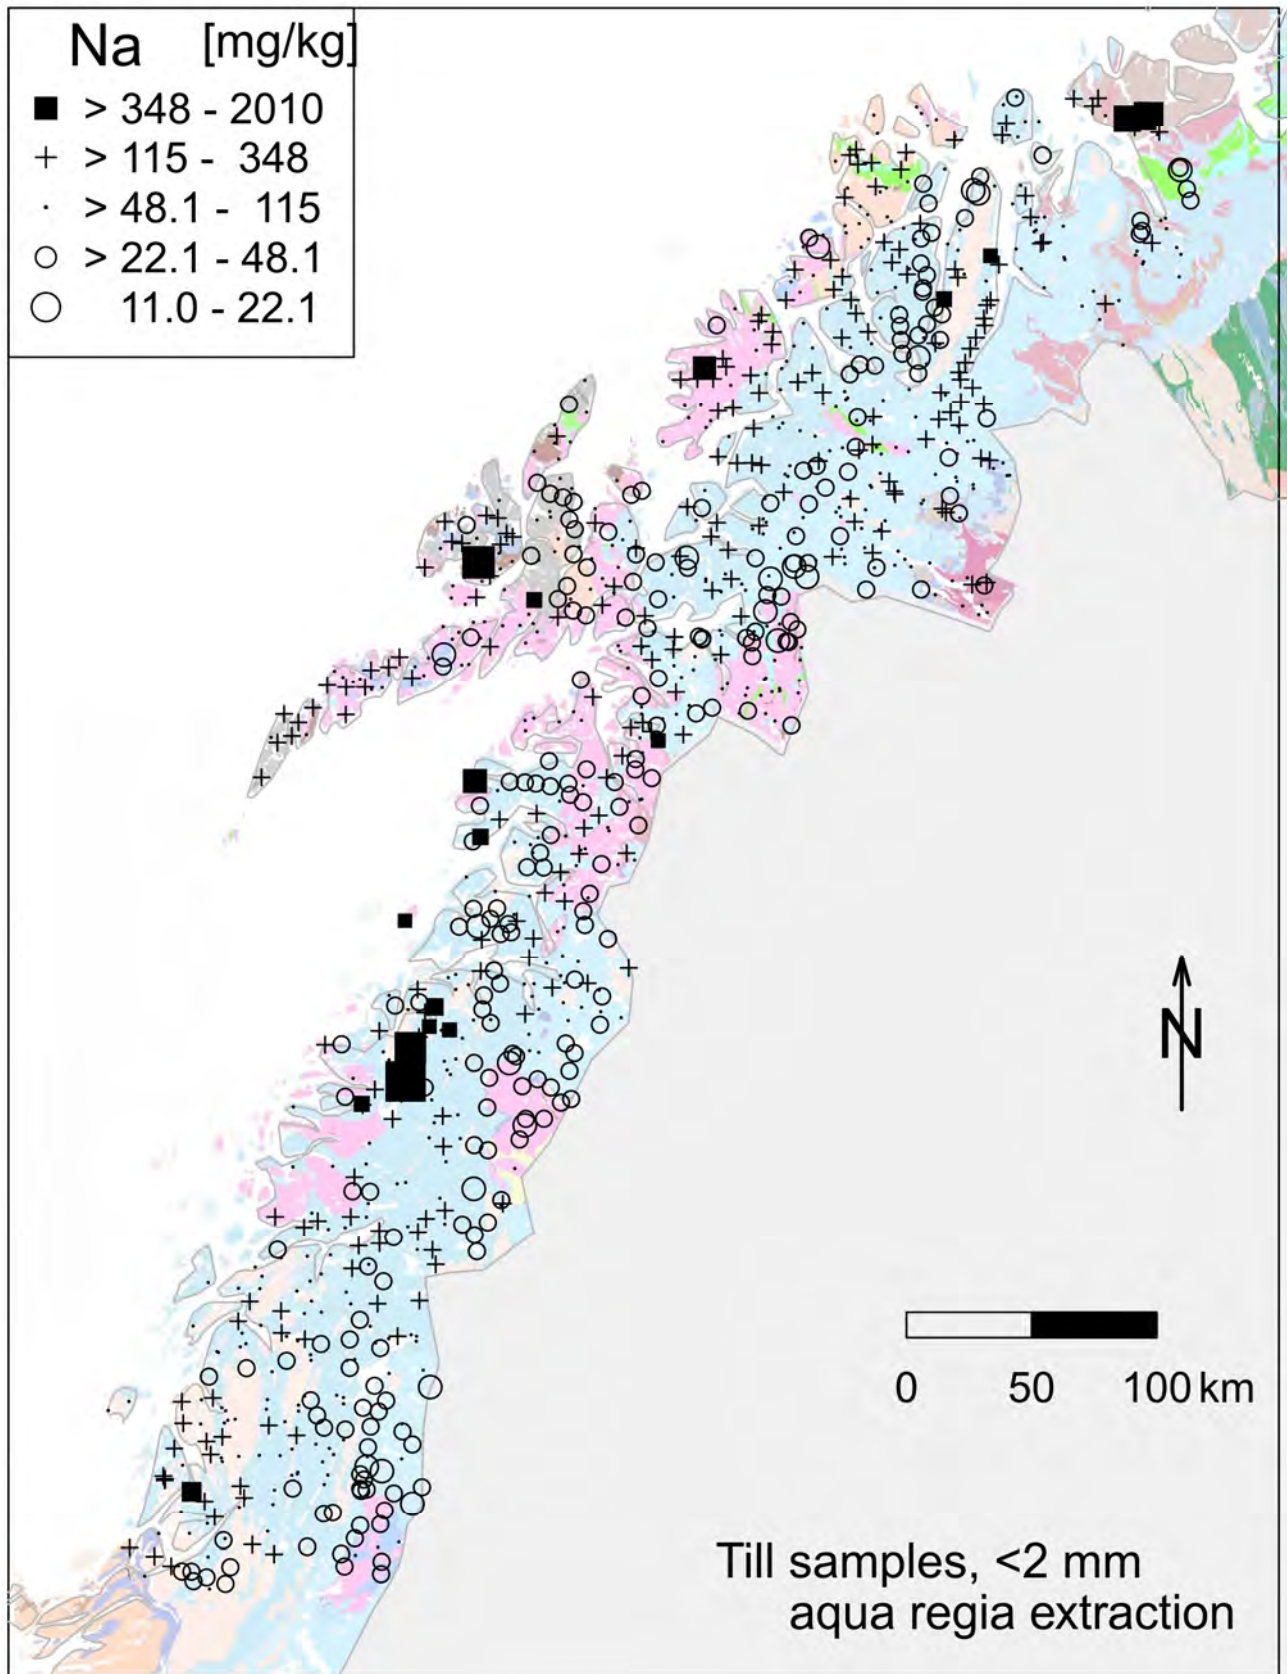 Na [mg/kg]
> 348 - 2010
> 115 - 348
> 48.1 - 115
> 22.1 - 48.1
11.0 - 22.1
N
0 50 100 km
Till samples, <2 mm
aqua regia extraction